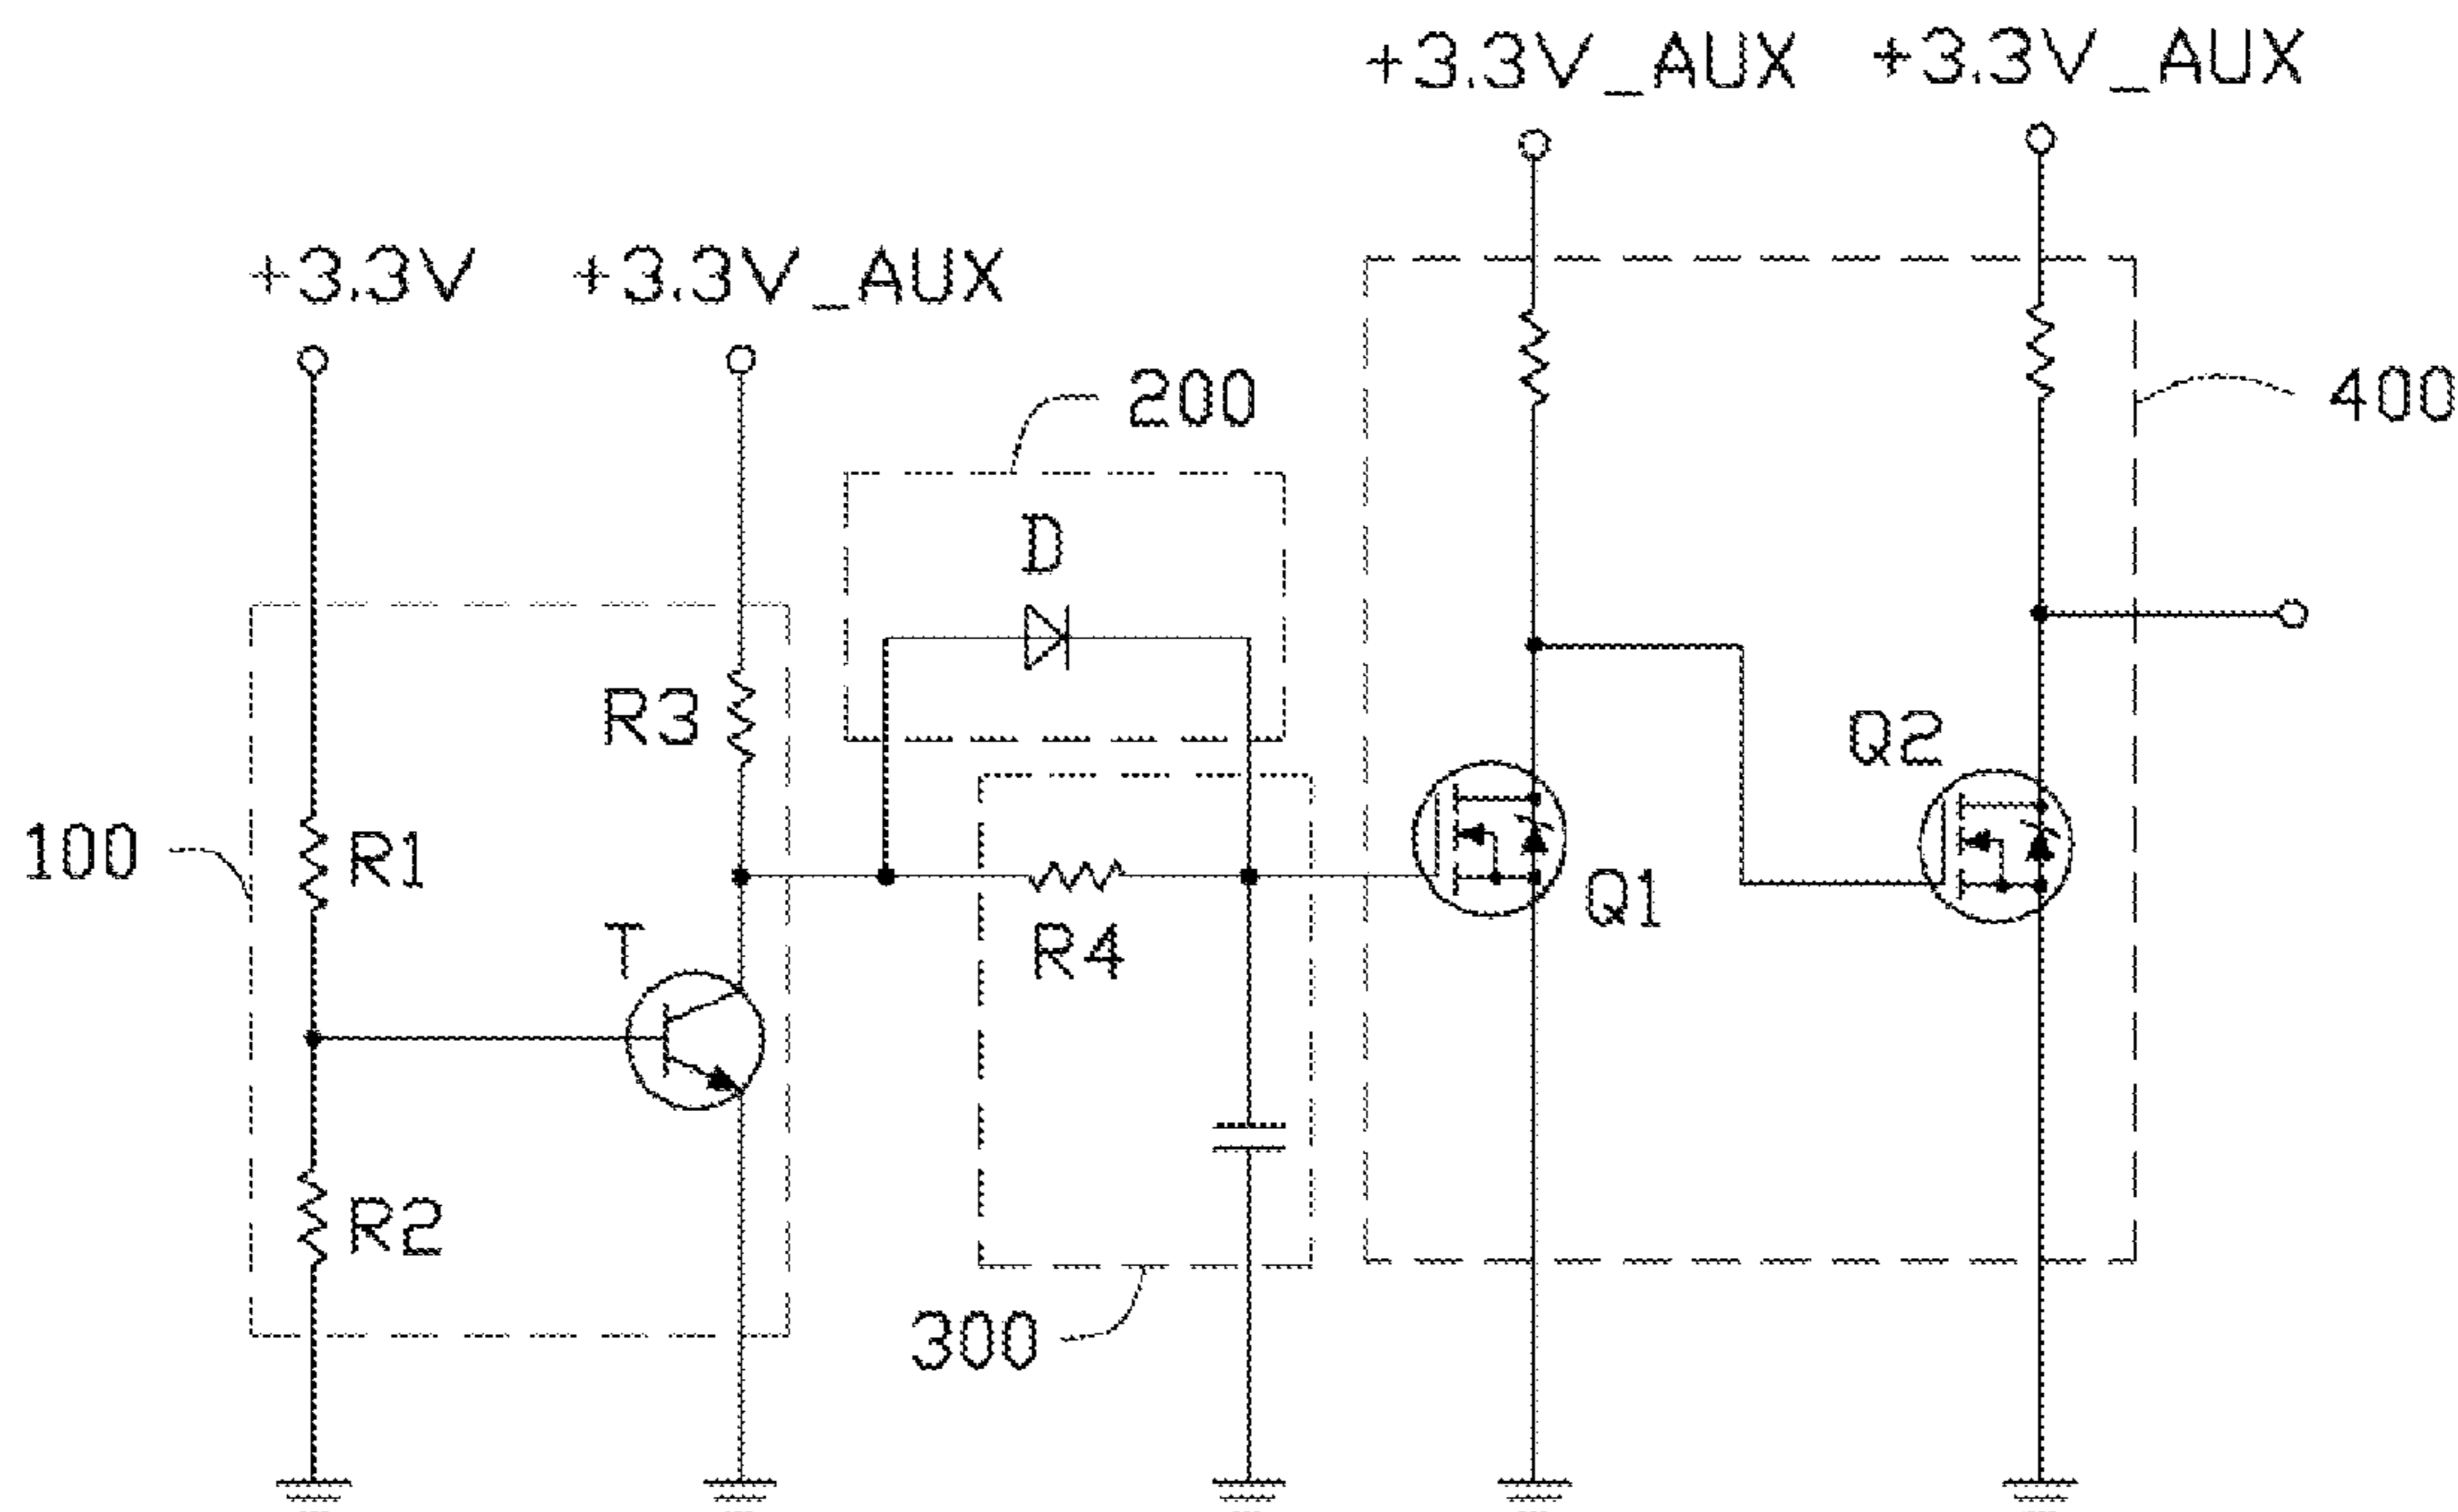 +3.3V_AUX +3.3V_AUX
+3.3V +3.3V_AUX
200
400
D
R3
Q2
100
R1
Q1
T
R4
R2
300